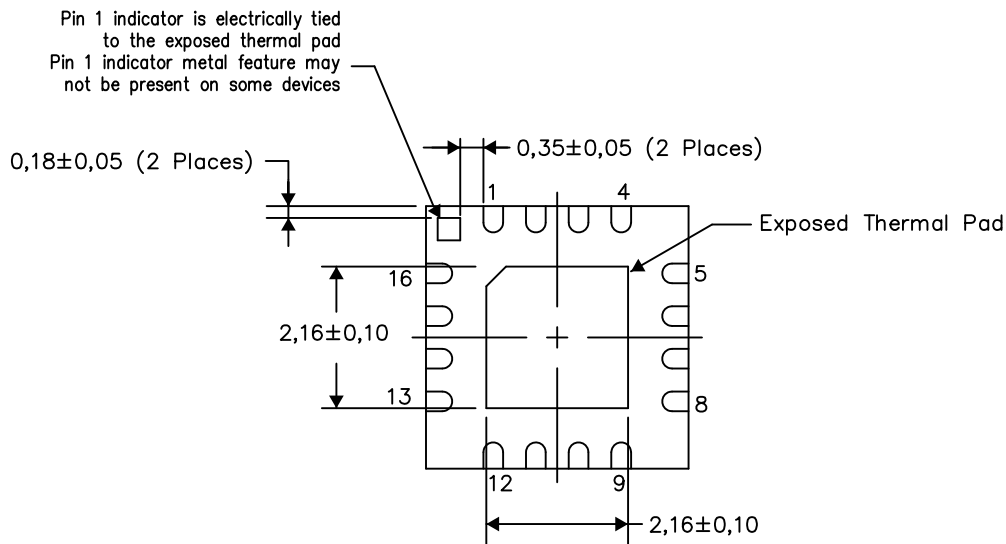 Pin 1 indicator is electrically tied
to the exposed thermal pad
Pin 1 indicator metal feature may
not be present on some devices
0,18±0,05 (2 Places)
0,35±0,05 (2 Places)
1
4
Exposed Thermal Pad
16
5
2,16±0,10
13
8
12
9
2,16±0,10